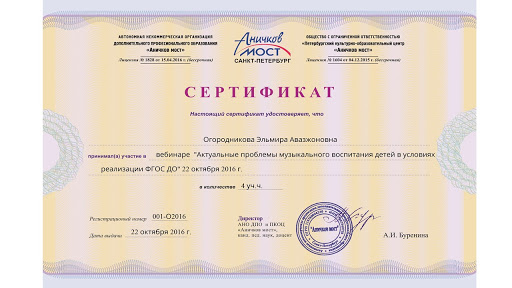 АВТОНОМНАЯ НЕКОММЕРЧЕСКАЯ ОРГАНИЗАЦИЯ
ДОПОЛНИТЕЛЬНОГО ПРОФЕССИОНАЛЬНОГО ОБРАЗОВАНИЯ
«Аничков мост»
Лицензия № 1828 от 15.04.2016 г. (бессрочная)
Аничков
МОСТ
САНКТ-ПЕТЕРБУРГ
ОБЩЕСТВО С ОГРАНИЧЕННОЙ ОТВЕТСТВЕННОСТЬЮ
«Петербургский культурно-образовательный центр
«Аничков мост»
Лицензия № 1604 от 04.12.2015 г. (бессрочная)
СЕРТИФИКАТ
Настоящий сертификат удостоверяет, что
Огородникова Эльмира Авазжоновна
принимал(а) участие в вебинаре "Актуальные проблемы музыкального воспитания детей в условиях
реализации ФГОС ДО" 22 октября 2016 г.
в количестве 4 уч.ч.
Регистрационный номер 001-О2016
Дата выдачи 22 октября 2016 г.
Директор
АНО ДПО и ПКОЦ
«Аничков мост»,
канд. пед. наук, доцент
"Аничков мост"
А.И. Буренина